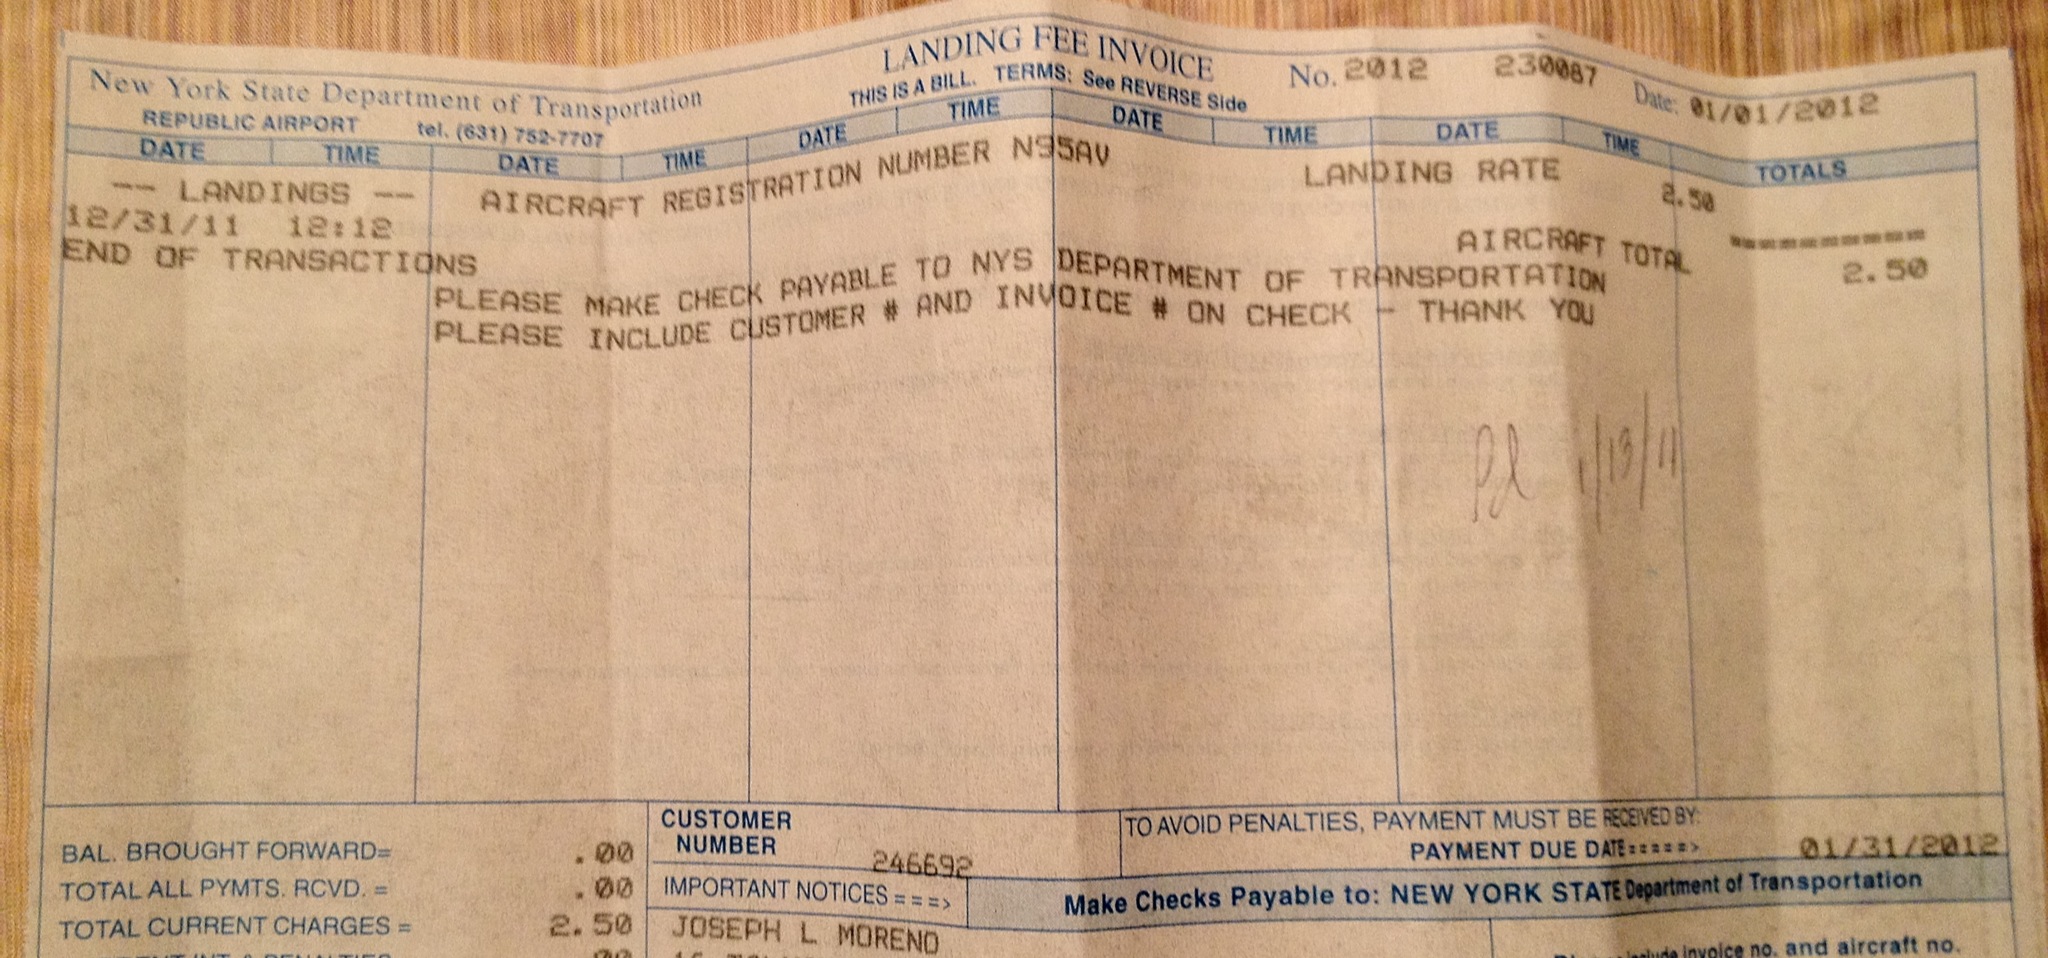 LANDING FEE INVOICE
New York State Department of Transportation
THIS IS A BILL. TERMS: See REVERSE Side
No. 2012 230087 Date: 01/01/2012
REPUBLIC AIRPORT tel. (631) 752-7707
DATE TIME DATE TIME DATE TIME DATE TIME DATE TIME TOTALS
-- LANDINGS -- AIRCRAFT REGISTRATION NUMBER N95AV LANDING RATE 2.50
12/31/11 12:12 AIRCRAFT TOTAL ----------
END OF TRANSACTIONS 2.50
PLEASE MAKE CHECK PAYABLE TO NYS DEPARTMENT OF TRANSPORTATION
PLEASE INCLUDE CUSTOMER # AND INVOICE # ON CHECK - THANK YOU
Pd 1/13/11
BAL. BROUGHT FORWARD= .00
TOTAL ALL PYMTS. RCVD. = .00
TOTAL CURRENT CHARGES = 2.50
CUSTOMER
NUMBER 246692
TO AVOID PENALTIES, PAYMENT MUST BE RECEIVED BY:
PAYMENT DUE DATE=====> 01/31/2012
IMPORTANT NOTICES ===>
Make Checks Payable to: NEW YORK STATE Department of Transportation
JOSEPH L MORENO
invoice no. and aircraft no.